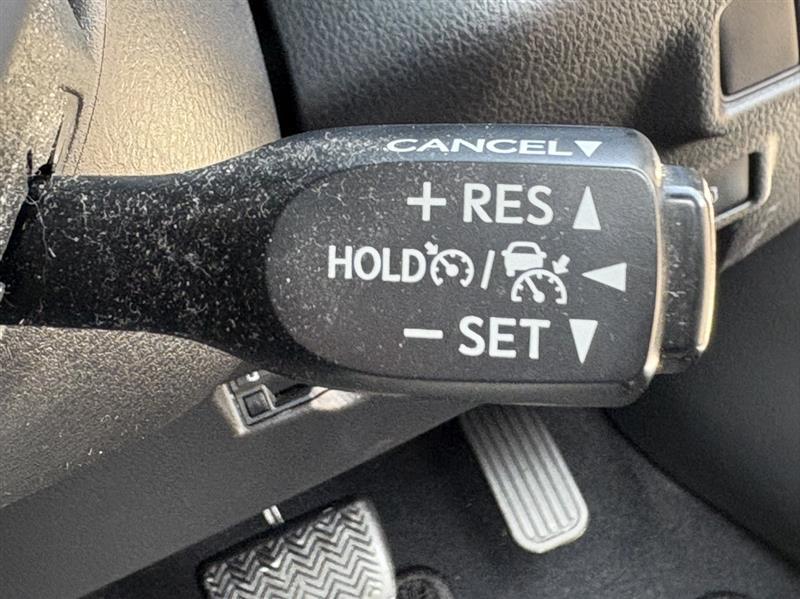 CANCEL▼
+ RES ▲
HOLD / ◀
− SET ▼